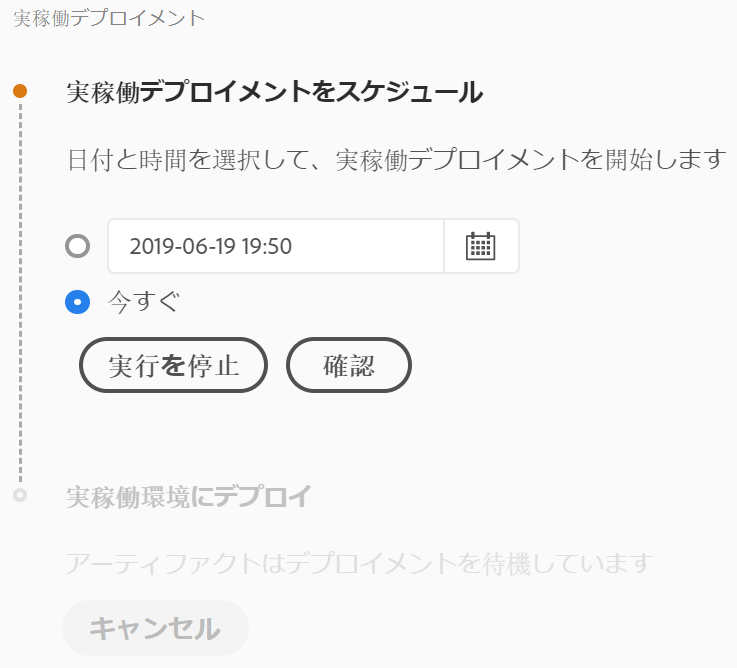 実稼働デプロイメント
実稼働デプロイメントをスケジュール
日付と時間を選択して、実稼働デプロイメントを開始します
2019-06-19 19:50
今すぐ
実行を停止 確認
実稼働環境にデプロイ
アーティファクトはデプロイメントを待機しています
キャンセル